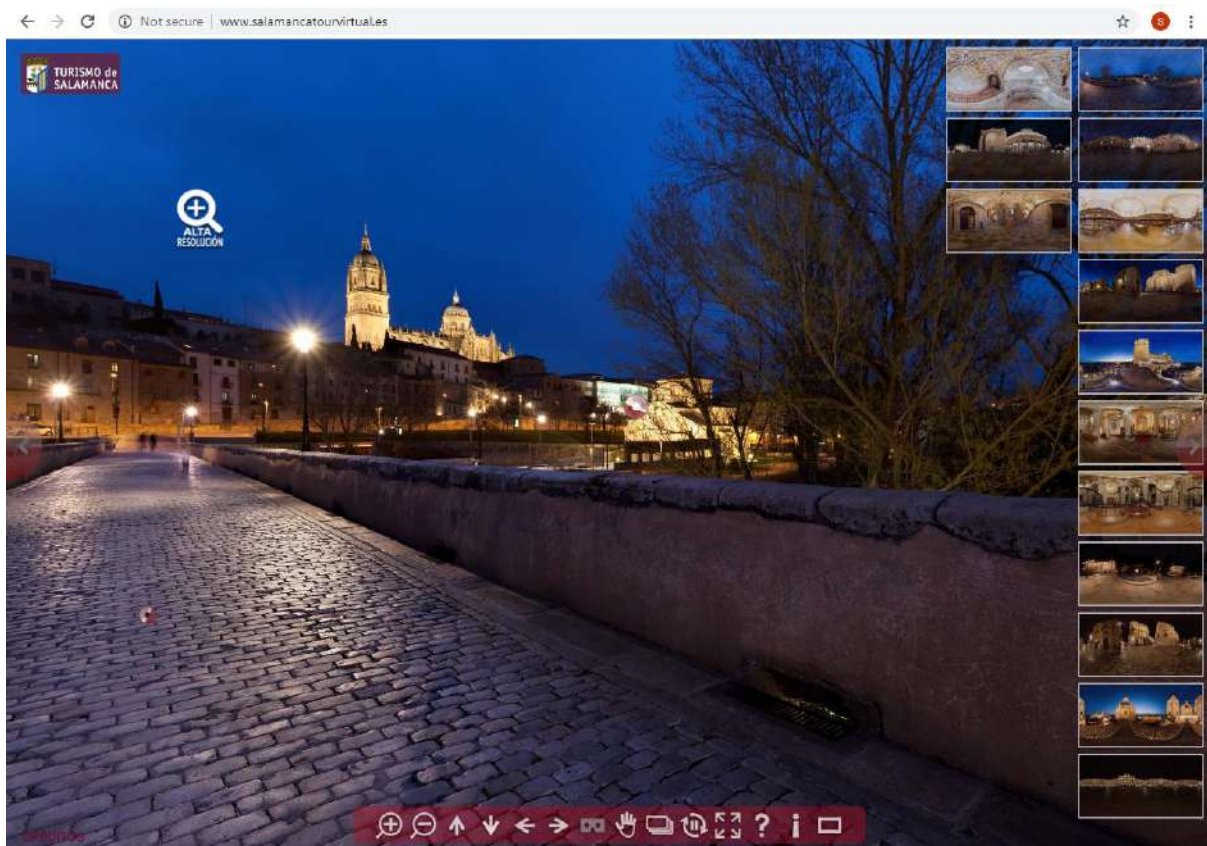 Not secure | www.salamancatourvirtual.es
S
TURISMO de
SALAMANCA
ALTA
RESOLUCIÓN